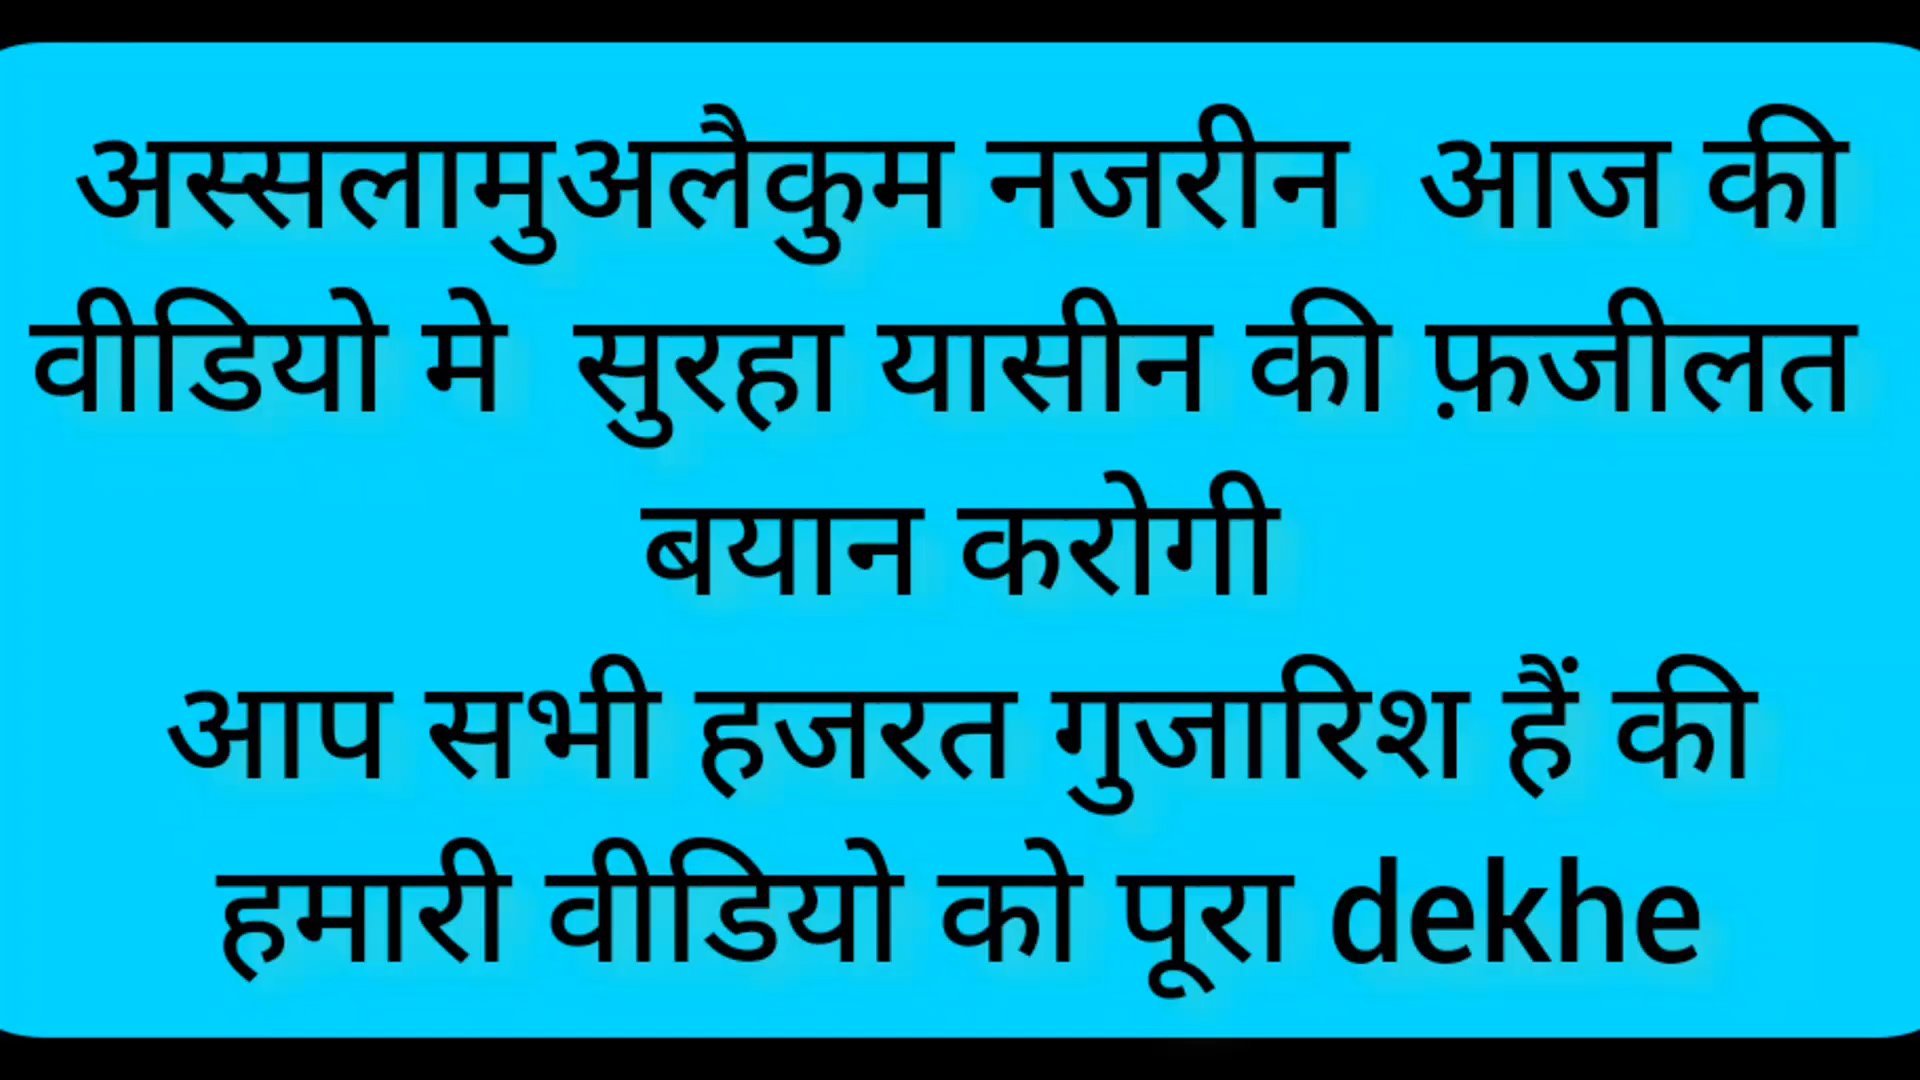 अस्सलामुअलैकुम नजरीन आज की
वीडियो मे सुरहा यासीन की फ़जीलत
बयान करोगी
आप सभी हजरत गुजारिश हैं की
हमारी वीडियो को पूरा dekhe